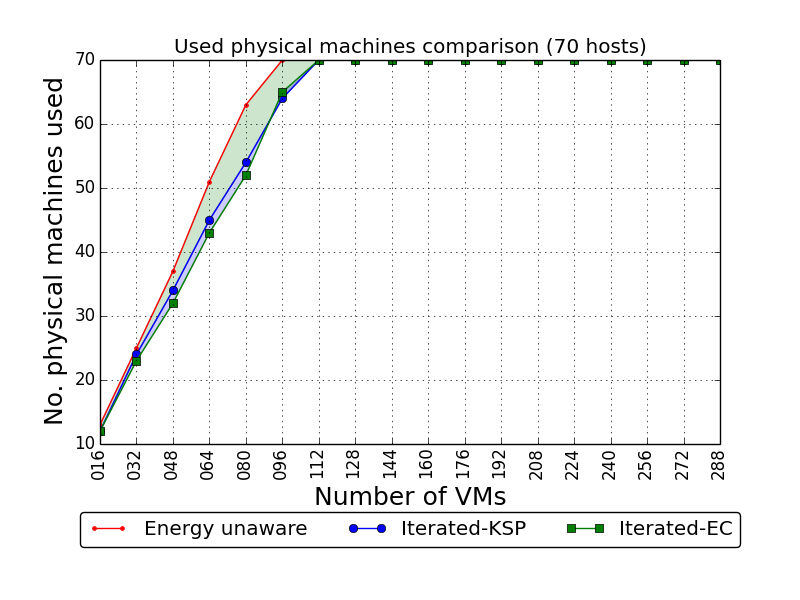 Used physical machines comparison (70 hosts)
No. physical machines used
70
60
50
40
30
20
10
016 032 048 064 080 096 112 128 144 160 176 192 208 224 240 256 272 288
Number of VMs
Energy unaware Iterated-KSP Iterated-EC